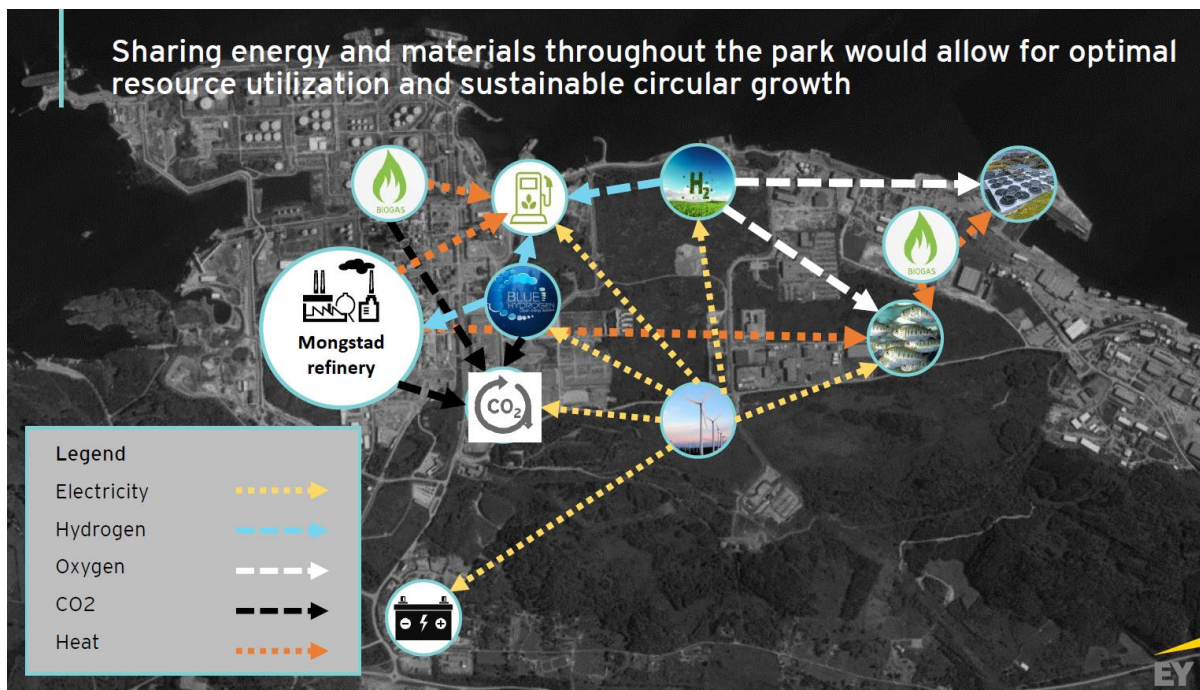 Sharing energy and materials throughout the park would allow for optimal
resource utilization and sustainable circular growth
BIOGAS
H2
BIOGAS
BLUE
HYDROGEN
Mongstad
refinery
CO2
Legend
Electricity
Hydrogen
Oxygen
CO2
Heat
EY